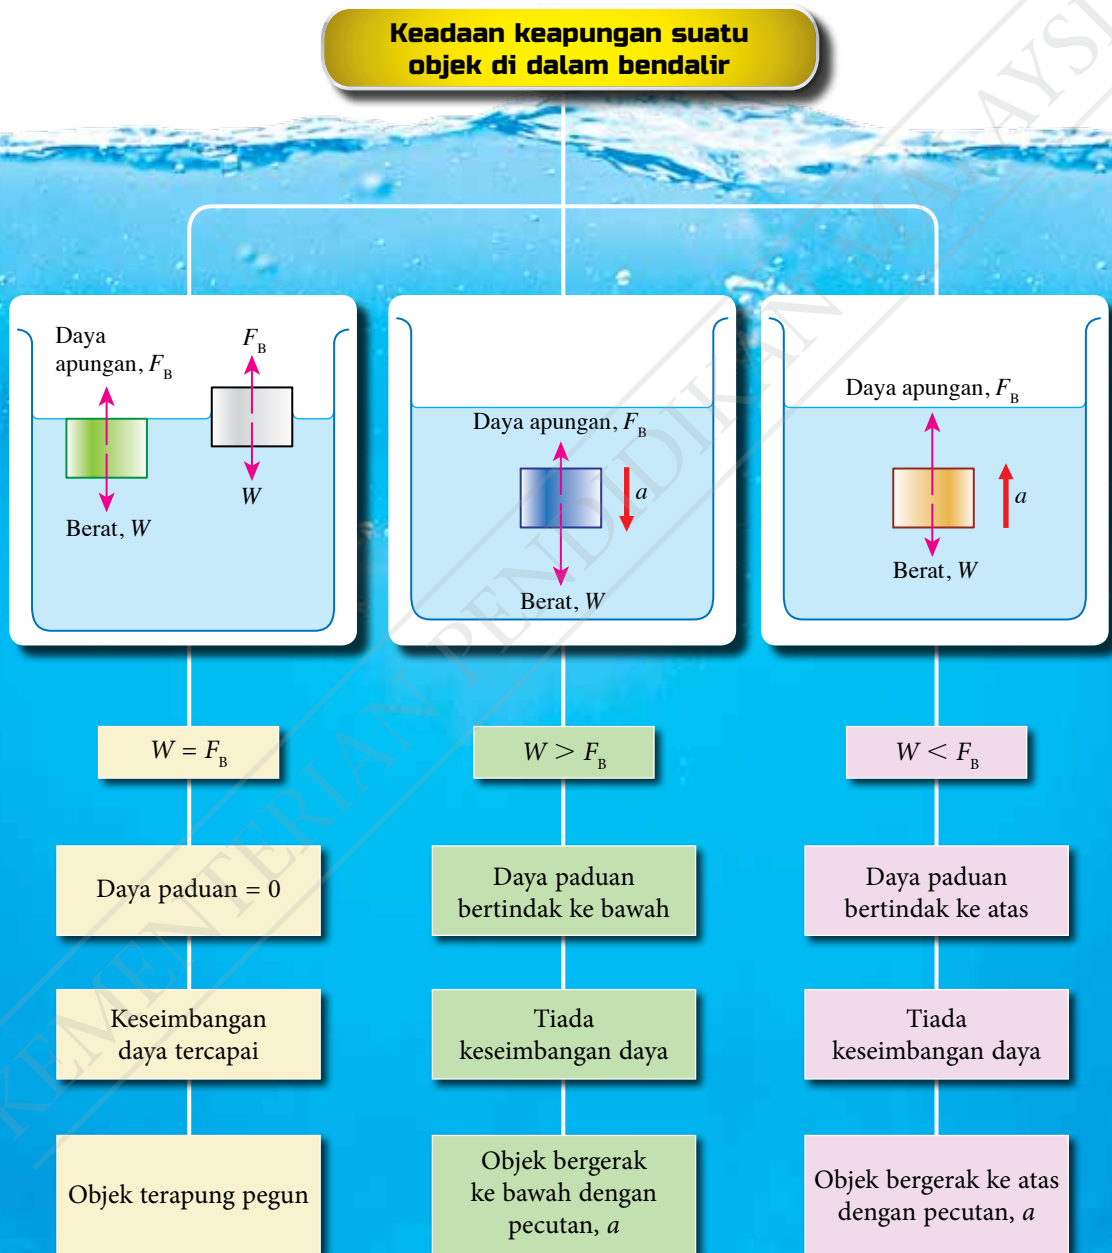 Keadaan keapungan suatu
objek di dalam bendalir
Daya
apungan, F_B
F_B
Berat, W
W
Daya apungan, F_B
a
Berat, W
Daya apungan, F_B
a
Berat, W
W = F_B
W > F_B
W < F_B
Daya paduan = 0
Daya paduan
bertindak ke bawah
Daya paduan
bertindak ke atas
Keseimbangan
daya tercapai
Tiada
keseimbangan daya
Tiada
keseimbangan daya
Objek terapung pegun
Objek bergerak
ke bawah dengan
pecutan, a
Objek bergerak ke atas
dengan pecutan, a
KEMENTERIAN PENDIDIKAN MALAYSI